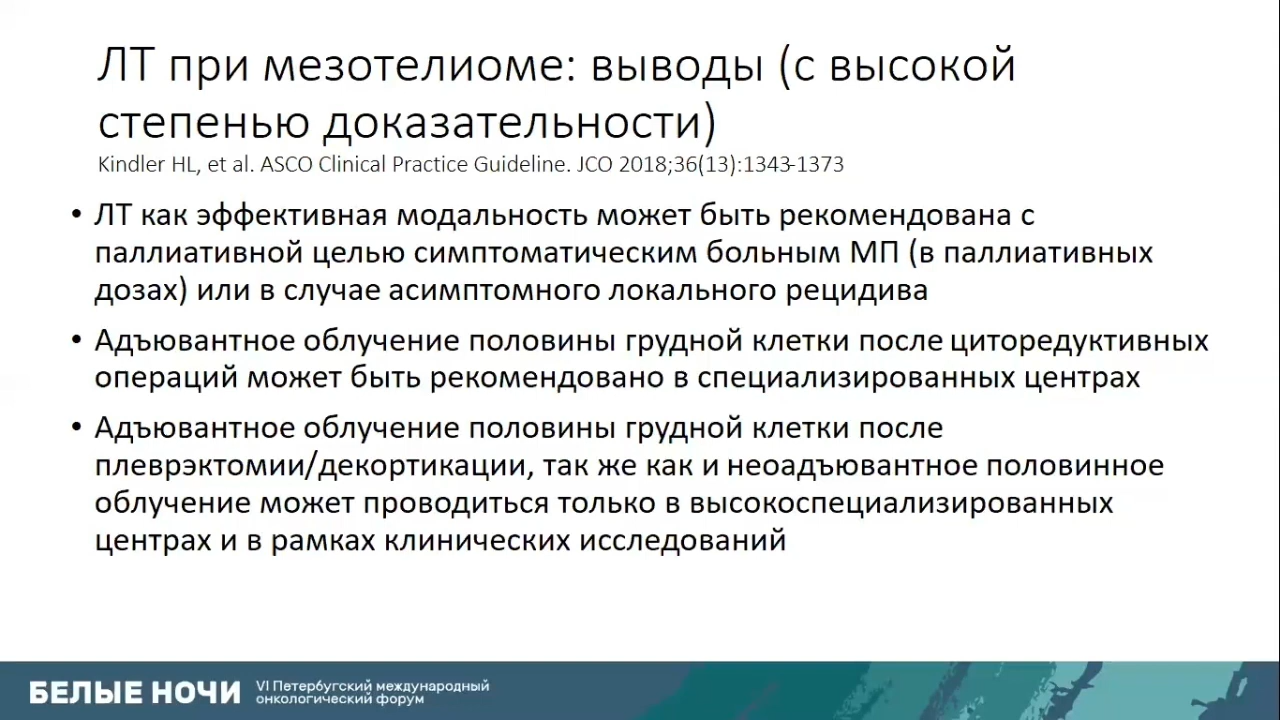 ЛТ при мезотелиоме: выводы (с высокой
степенью доказательности)
Kindler HL, et al. ASCO Clinical Practice Guideline. JCO 2018;36(13):1343-1373
• ЛТ как эффективная модальность может быть рекомендована с
паллиативной целью симптоматическим больным МП (в паллиативных
дозах) или в случае асимптомного локального рецидива
• Адъювантное облучение половины грудной клетки после циторедуктивных
операций может быть рекомендовано в специализированных центрах
• Адъювантное облучение половины грудной клетки после
плеврэктомии/декортикации, так же как и неоадъювантное половинное
облучение может проводиться только в высокоспециализированных
центрах и в рамках клинических исследований
БЕЛЫЕ НОЧИ
VI Петербугский международный
онкологический форум